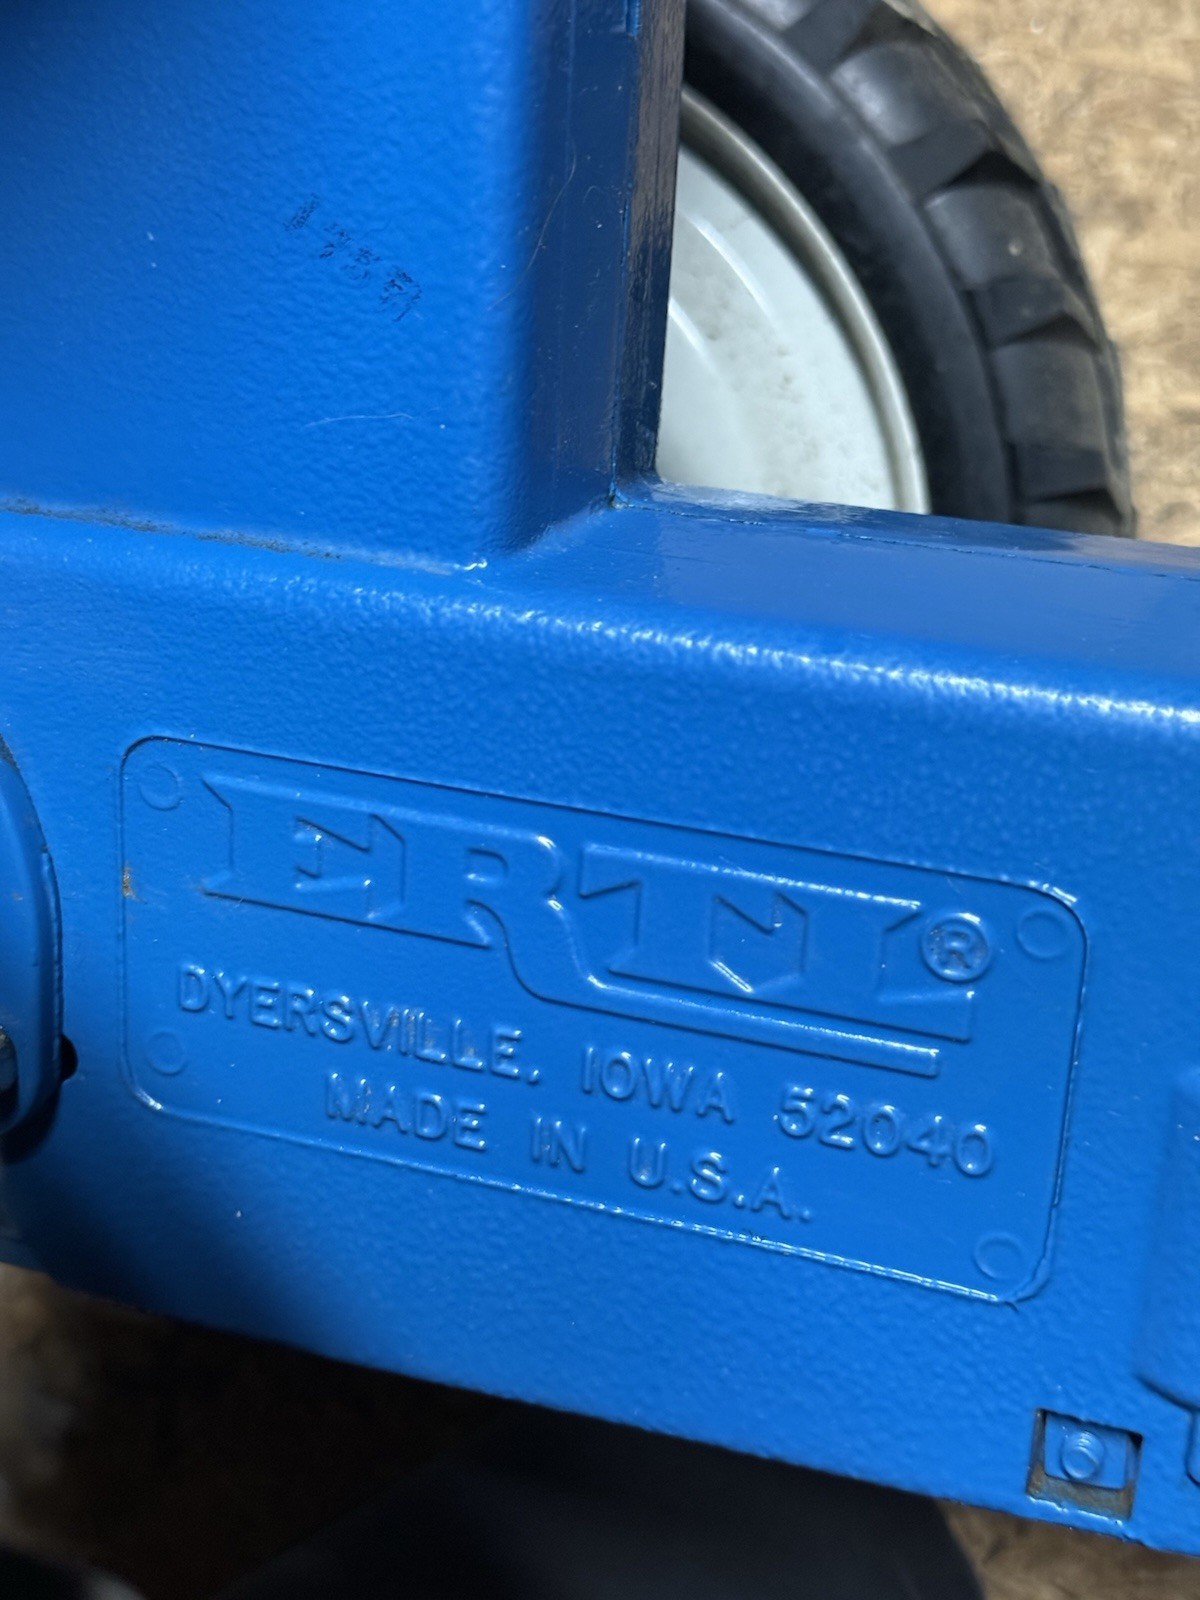 ERTL®
DYERSVILLE, IOWA 52040
MADE IN U.S.A.